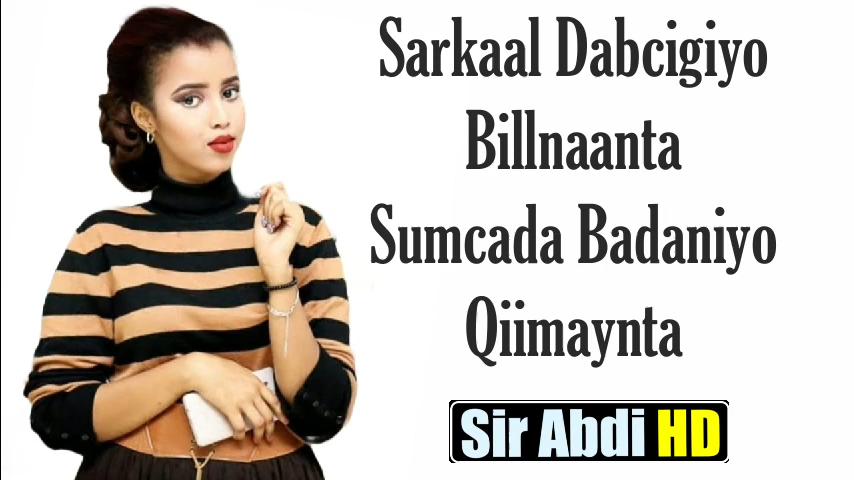 Sarkaal Dabcigiyo
Billnaanta
Sumcada Badaniyo
Qiimaynta
Sir Abdi HD